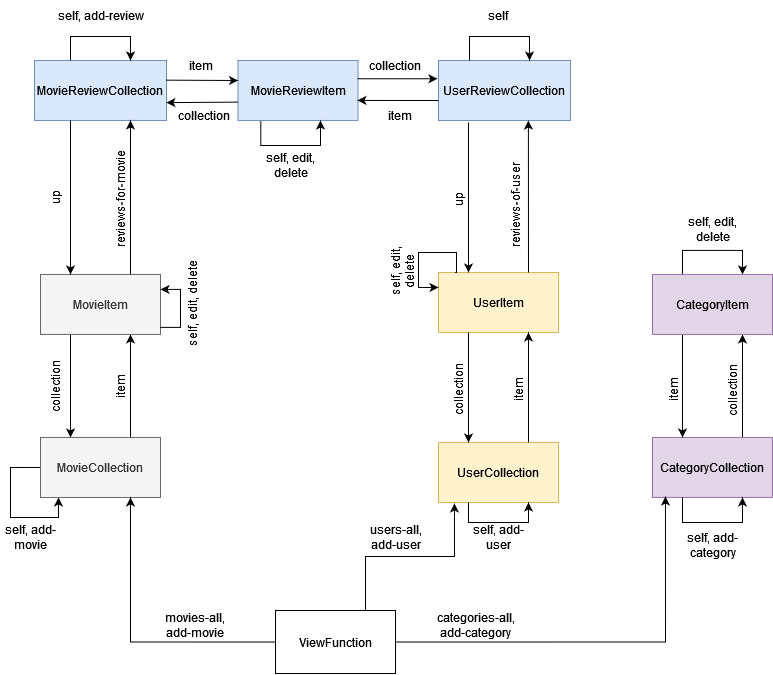 self, add-review
self
item
collection
MovieReviewCollection
MovieReviewItem
UserReviewCollection
collection
item
self, edit,
delete
up
reviews-for-movie
up
reviews-of-user
self, edit,
delete
self, edit,
delete
MovieItem
self, edit, delete
UserItem
CategoryItem
collection
item
collection
item
item
collection
MovieCollection
UserCollection
CategoryCollection
self, add-
movie
users-all,
add-user
self, add-
user
self, add-
category
movies-all,
add-movie
categories-all,
add-category
ViewFunction